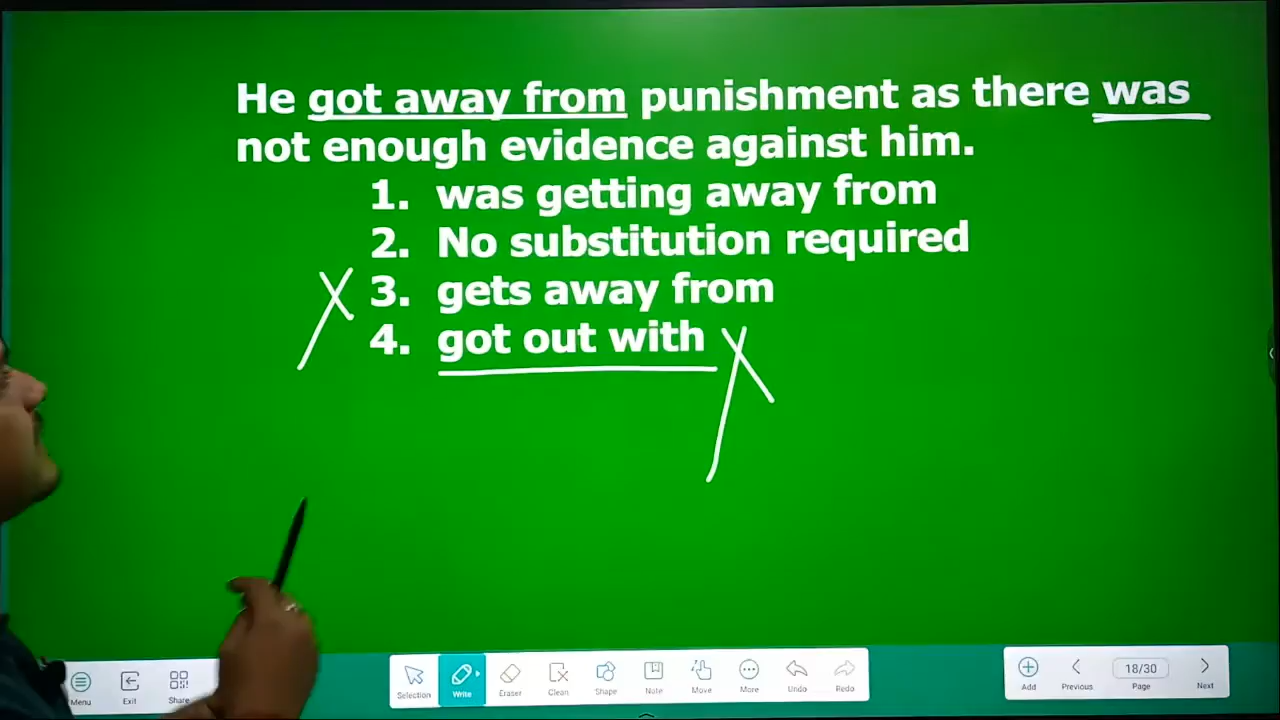 He got away from punishment as there was
not enough evidence against him.
1. was getting away from
2. No substitution required
X 3. gets away from
4. got out with X
Menu Exit Share Selection Write Eraser Clean Shape Note Move More Undo Redo Add Previous 18/30 Page Next